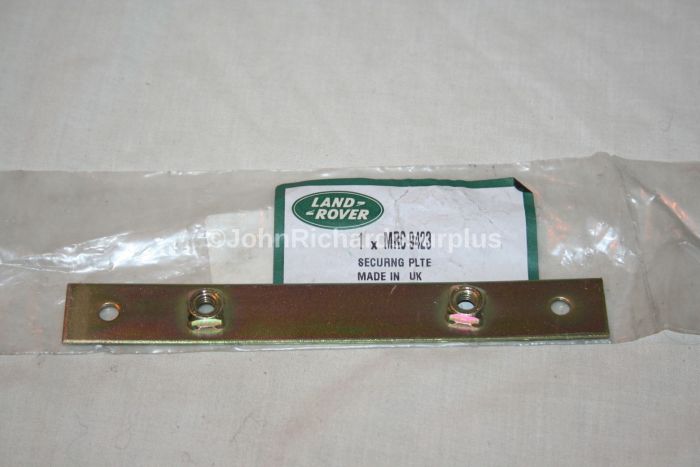 LAND-
-ROVER
1 x MRC 9423
©JohnRichardSurplus
SECURNG PLTE
MADE IN UK